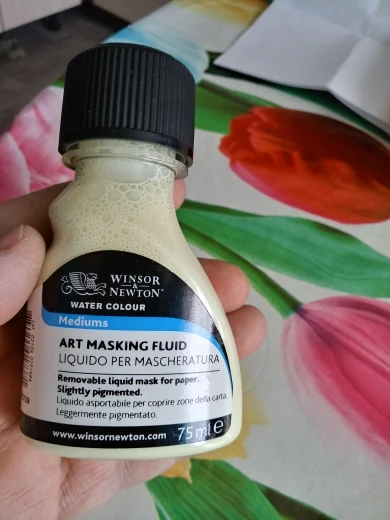 WINSOR
&
NEWTON™
WATER COLOUR
Mediums
ART MASKING FLUID
LIQUIDO PER MASCHERATURA
Removable liquid mask for paper.
Slightly pigmented.
Liquido asportabile per coprire zone della carta.
Leggermente pigmentato.
www.winsornewton.com 75 ml e